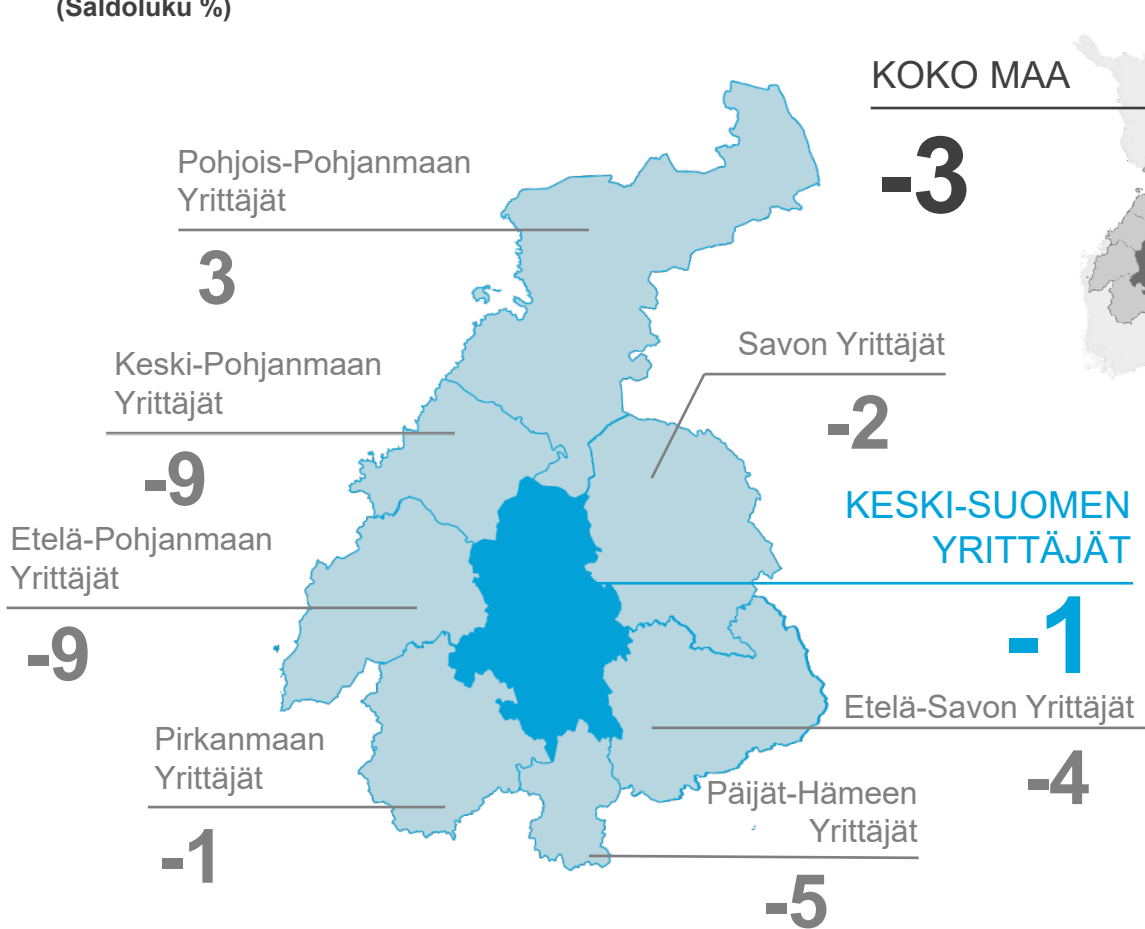 (Saldoluku %)
KOKO MAA
-3
Pohjois-Pohjanmaan
Yrittäjät
3
Savon Yrittäjät
-2
Keski-Pohjanmaan
Yrittäjät
-9
KESKI-SUOMEN
YRITTÄJÄT
-1
Etelä-Pohjanmaan
Yrittäjät
-9
Etelä-Savon Yrittäjät
-4
Pirkanmaan
Yrittäjät
-1
Päijät-Hämeen
Yrittäjät
-5